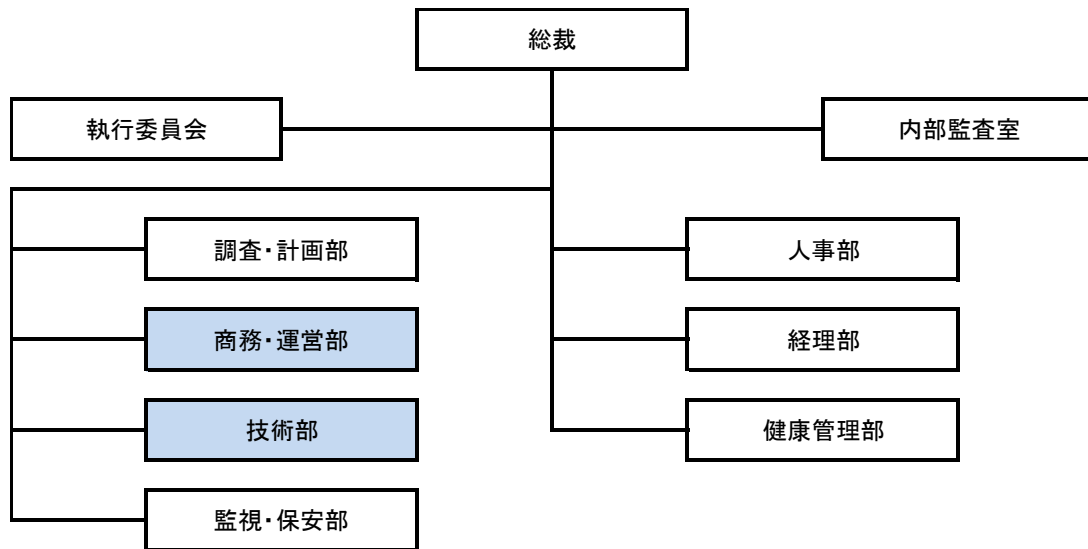 総裁
執行委員会
内部監査室
調査・計画部
人事部
商務・運営部
経理部
技術部
健康管理部
監視・保安部